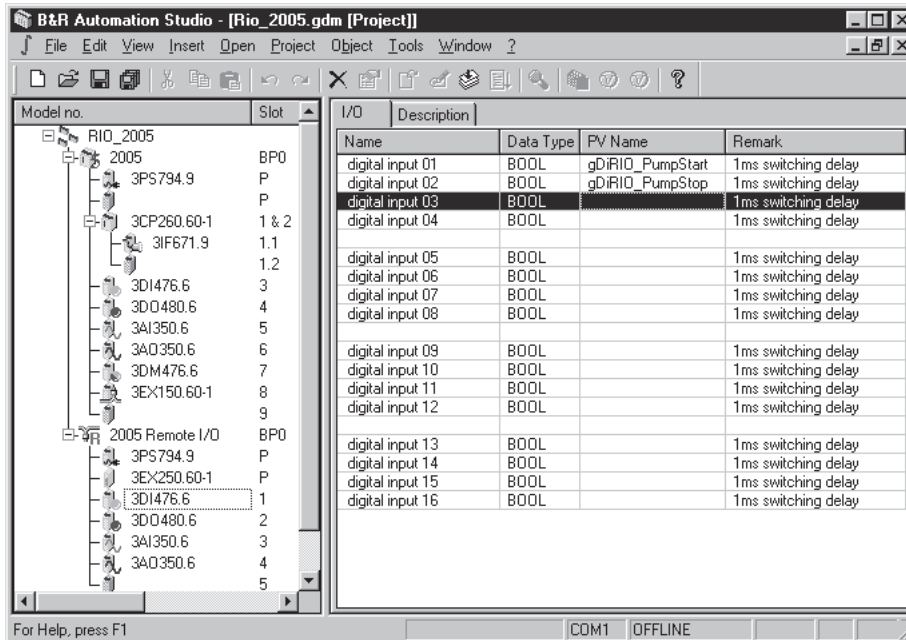 B&R Automation Studio - [Rio_2005.gdm [Project]]
File Edit View Insert Open Project Object Tools Window ?
Model no. Slot
RIO_2005
2005 BP0
3PS794.9 P
P
3CP260.60-1 1 & 2
3IF671.9 1.1
1.2
3DI476.6 3
3DO480.6 4
3AI350.6 5
3AO350.6 6
3DM476.6 7
3EX150.60-1 8
9
2005 Remote I/O BP0
3PS794.9 P
3EX250.60-1 P
3DI476.6 1
3DO480.6 2
3AI350.6 3
3AO350.6 4
5
I/O Description
Name Data Type PV Name Remark
digital input 01 BOOL gDiRIO_PumpStart 1ms switching delay
digital input 02 BOOL gDiRIO_PumpStop 1ms switching delay
digital input 03 BOOL 1ms switching delay
digital input 04 BOOL 1ms switching delay
digital input 05 BOOL 1ms switching delay
digital input 06 BOOL 1ms switching delay
digital input 07 BOOL 1ms switching delay
digital input 08 BOOL 1ms switching delay
digital input 09 BOOL 1ms switching delay
digital input 10 BOOL 1ms switching delay
digital input 11 BOOL 1ms switching delay
digital input 12 BOOL 1ms switching delay
digital input 13 BOOL 1ms switching delay
digital input 14 BOOL 1ms switching delay
digital input 15 BOOL 1ms switching delay
digital input 16 BOOL 1ms switching delay
For Help, press F1 COM1 OFFLINE